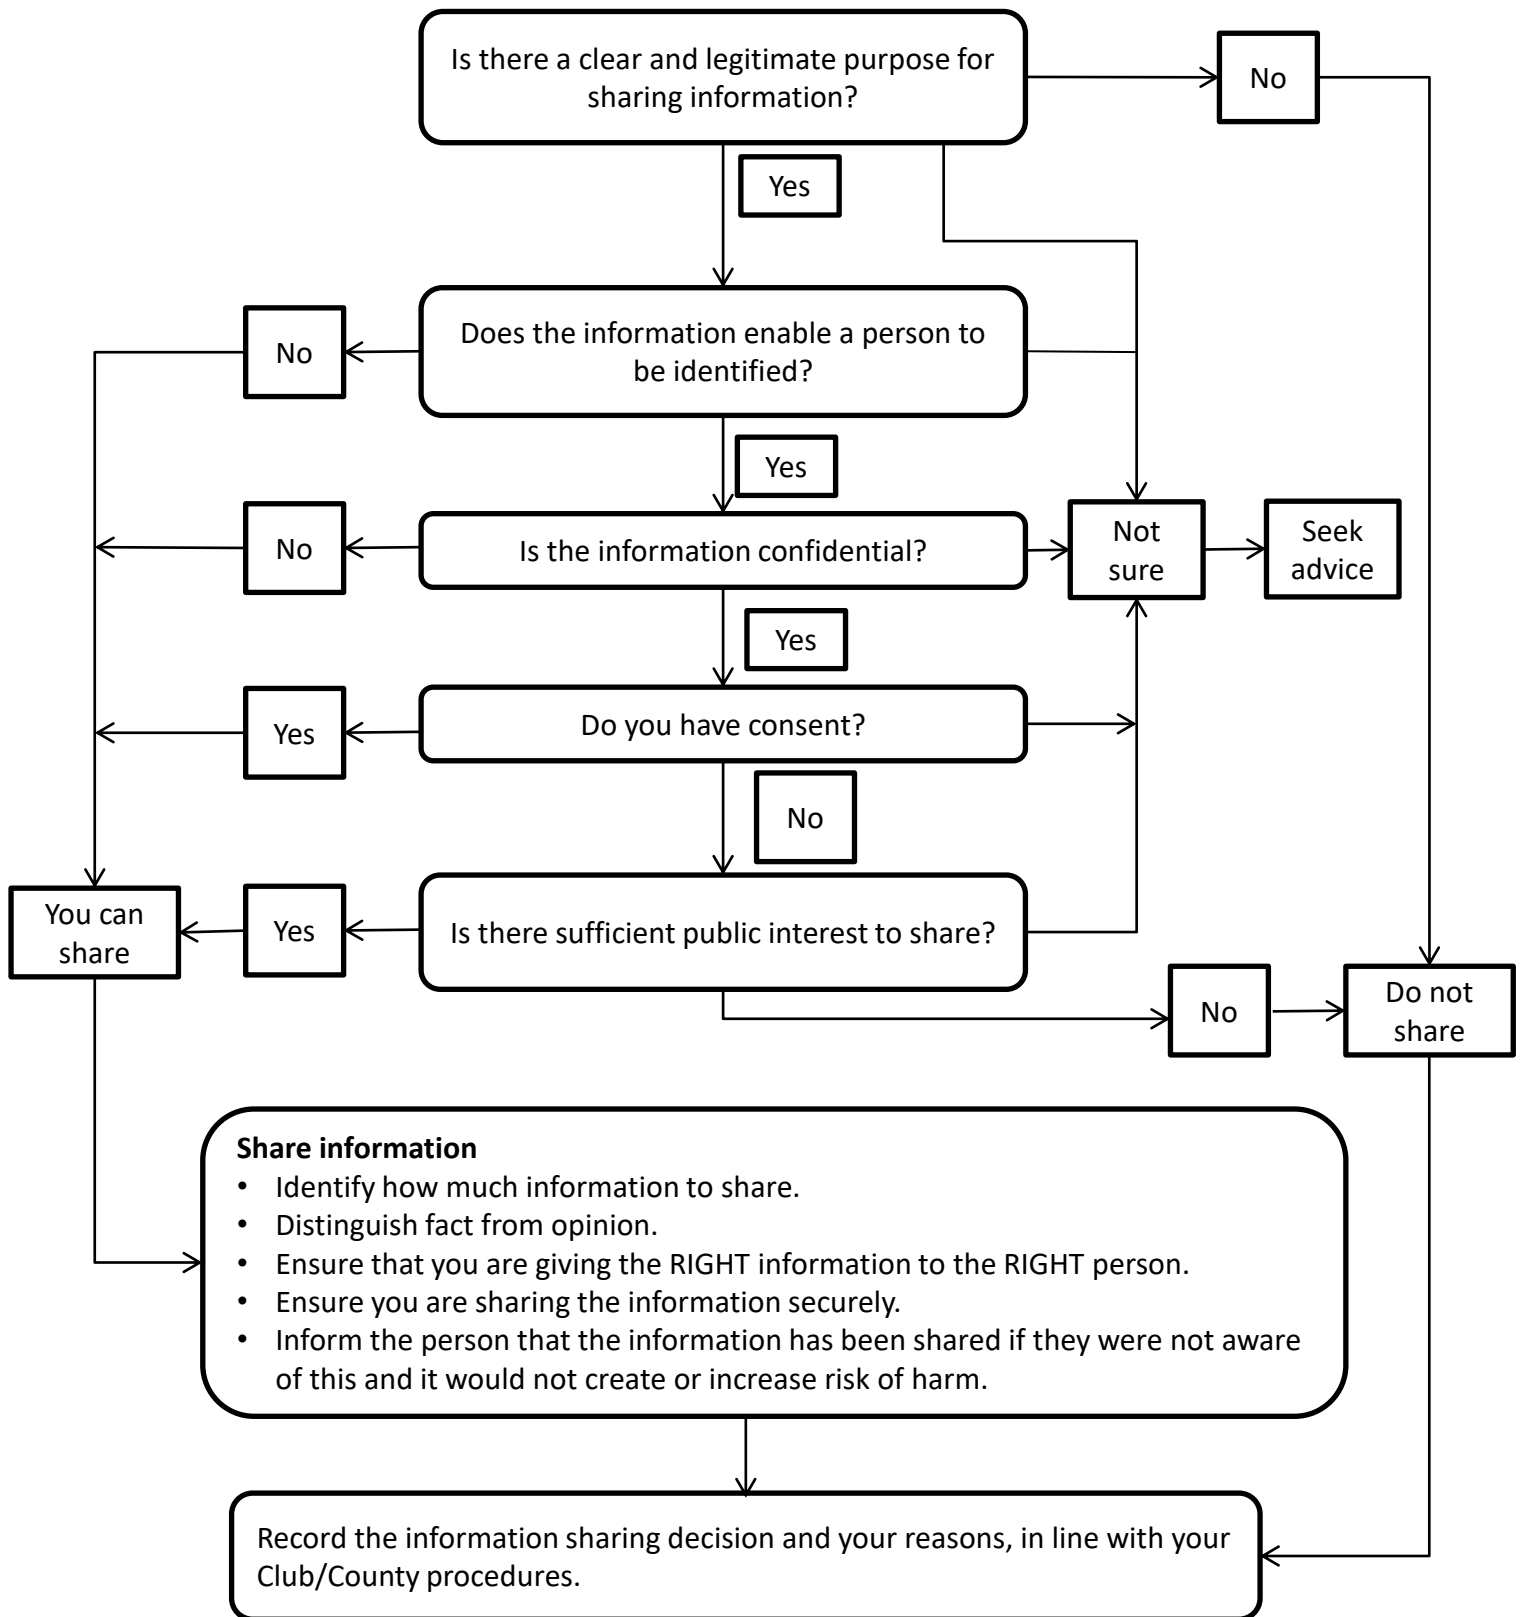 Is there a clear and legitimate purpose for
sharing information?
No
Yes
Does the information enable a person to
be identified?
No
Yes
Is the information confidential?
No
Not
sure
Seek
advice
Yes
Do you have consent?
Yes
No
Is there sufficient public interest to share?
Yes
You can
share
No
Do not
share
Share information
• Identify how much information to share.
• Distinguish fact from opinion.
• Ensure that you are giving the RIGHT information to the RIGHT person.
• Ensure you are sharing the information securely.
• Inform the person that the information has been shared if they were not aware
of this and it would not create or increase risk of harm.
Record the information sharing decision and your reasons, in line with your
Club/County procedures.